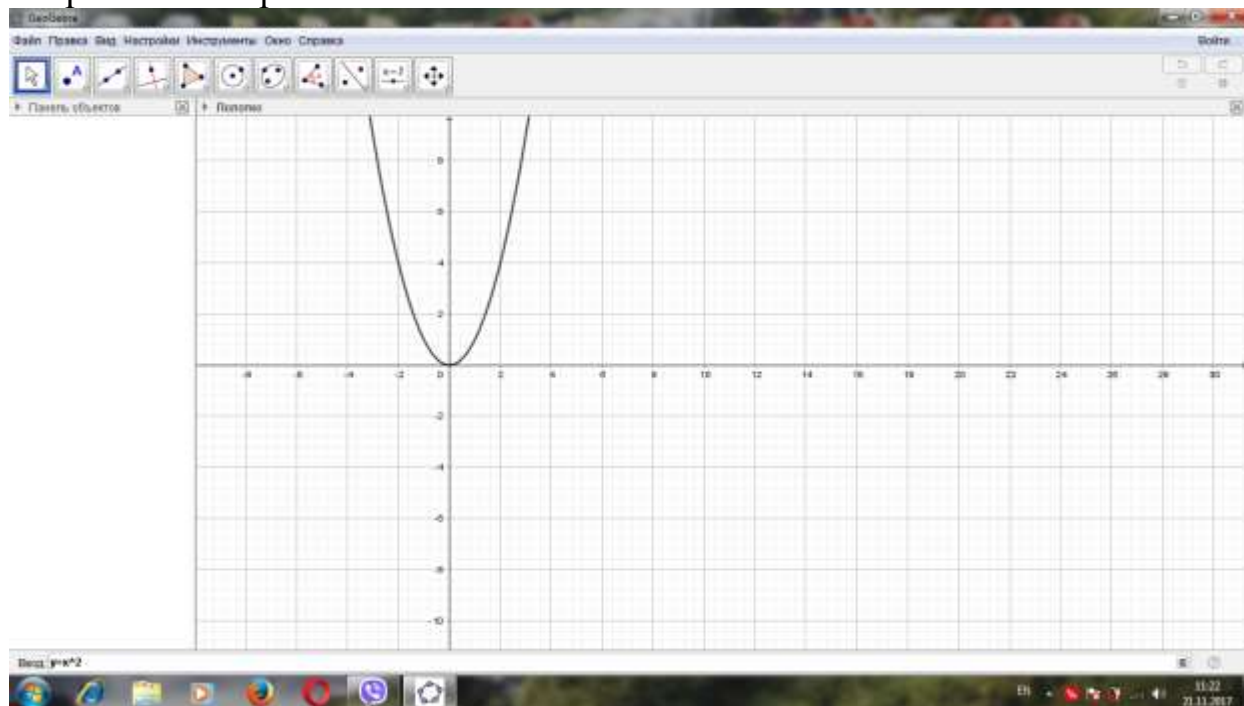 GeoGebra
Файл Правка Вид Настройки Инструменты Окно Справка
Войти
A
a=2
Панель объектов
Полотно
8
6
4
2
-8 -6 -4 -2 0 2 4 6 8 10 12 14 16 18 20 22 24 26 28 30
-2
-4
-6
-8
-10
Ввод: y=x^2
EN
11:22
21.11.2017